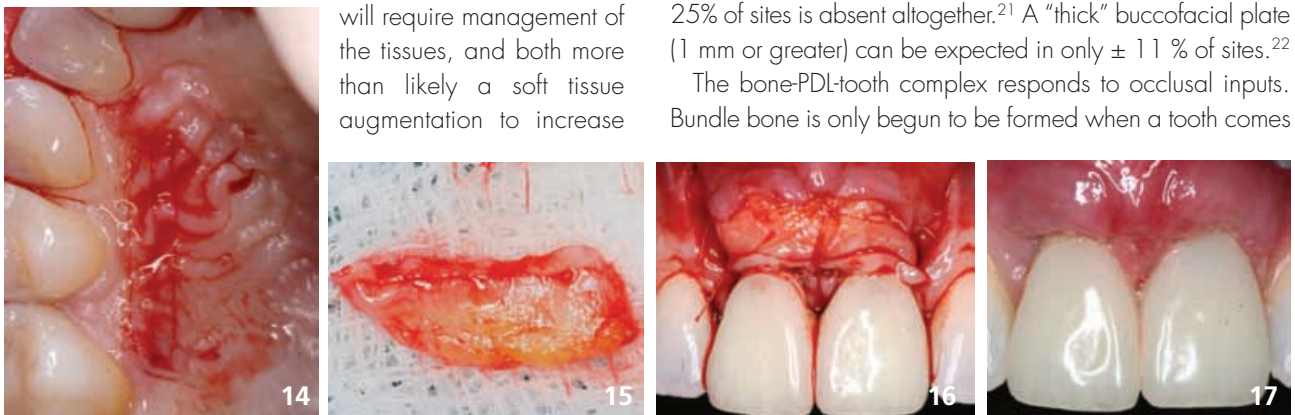 will require management of
the tissues, and both more
than likely a soft tissue
augmentation to increase
25% of sites is absent altogether.²¹ A “thick” buccofacial plate
(1 mm or greater) can be expected in only ± 11 % of sites.²²
The bone-PDL-tooth complex responds to occlusal inputs.
Bundle bone is only begun to be formed when a tooth comes
14
15
16
17